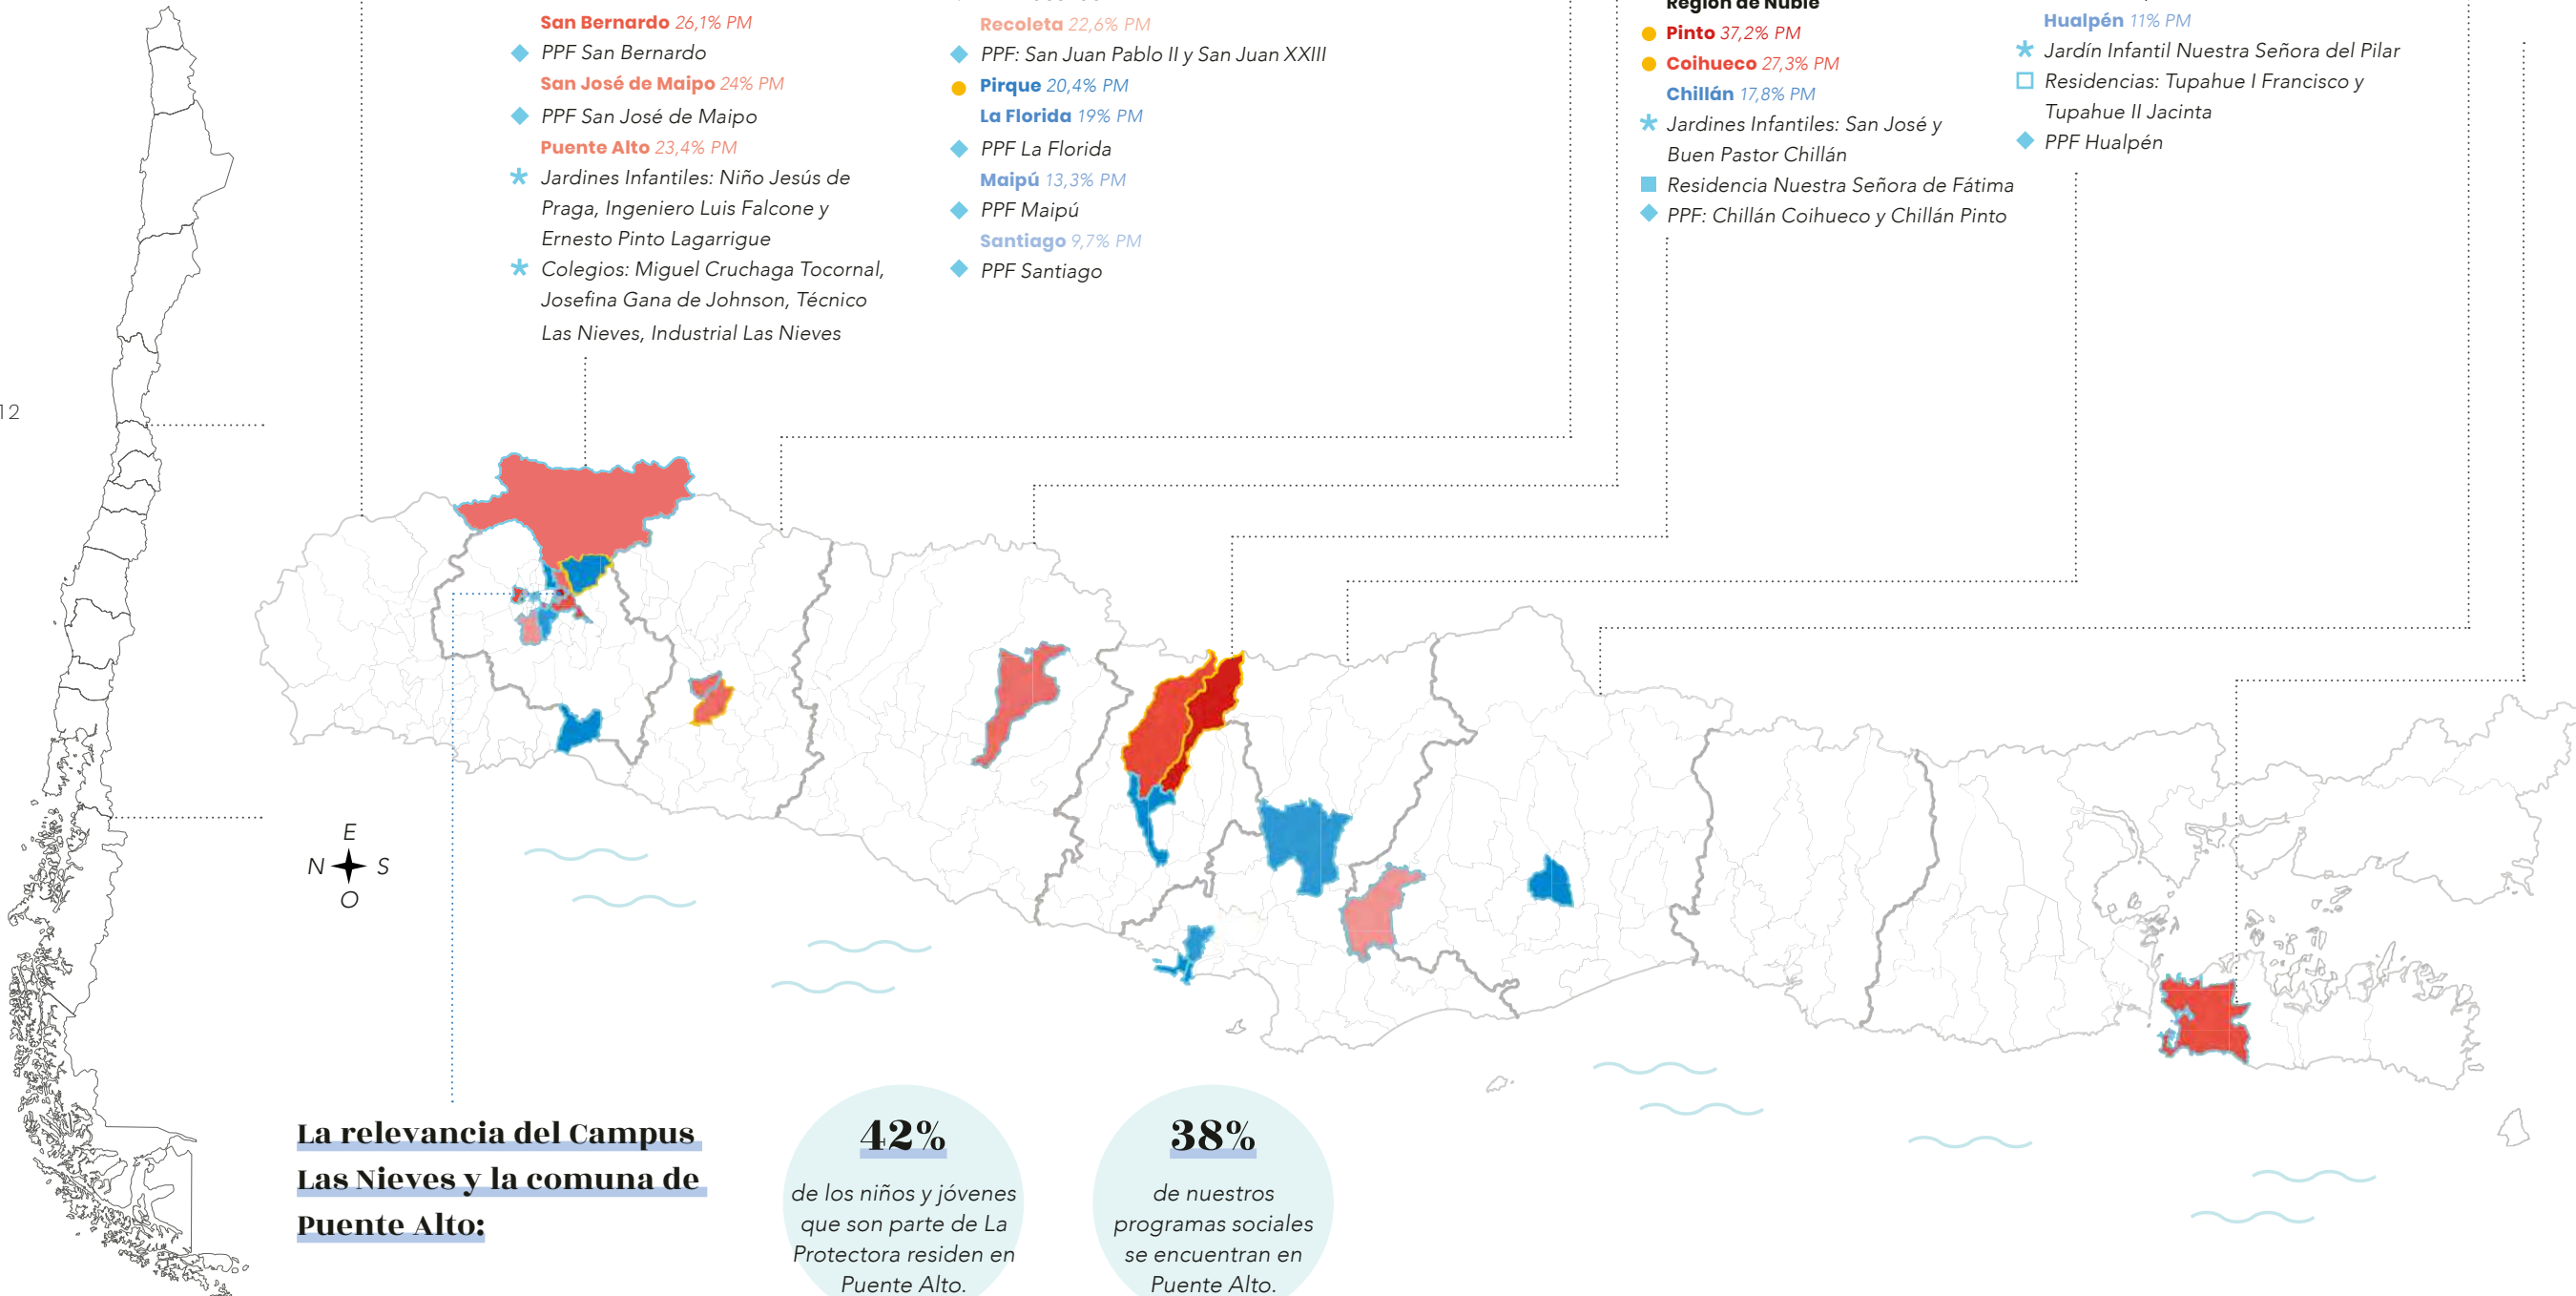 San Bernardo 26,1% PM
PPF San Bernardo
San José de Maipo 24% PM
PPF San José de Maipo
Puente Alto 23,4% PM
Jardines Infantiles: Niño Jesús de
Praga, Ingeniero Luis Falcone y
Ernesto Pinto Lagarrigue
Colegios: Miguel Cruchaga Tocornal,
Josefina Gana de Johnson, Técnico
Las Nieves, Industrial Las Nieves
Recoleta 22,6% PM
PPF: San Juan Pablo II y San Juan XXIII
Pirque 20,4% PM
La Florida 19% PM
PPF La Florida
Maipú 13,3% PM
PPF Maipú
Santiago 9,7% PM
PPF Santiago
Región de Ñuble
Pinto 37,2% PM
Coihueco 27,3% PM
Chillán 17,8% PM
Jardines Infantiles: San José y
Buen Pastor Chillán
Residencia Nuestra Señora de Fátima
PPF: Chillán Coihueco y Chillán Pinto
Hualpén 11% PM
Jardín Infantil Nuestra Señora del Pilar
Residencias: Tupahue I Francisco y
Tupahue II Jacinta
PPF Hualpén
12
E
N S
O
La relevancia del Campus
Las Nieves y la comuna de
Puente Alto:
42%
de los niños y jóvenes
que son parte de La
Protectora residen en
Puente Alto.
38%
de nuestros
programas sociales
se encuentran en
Puente Alto.